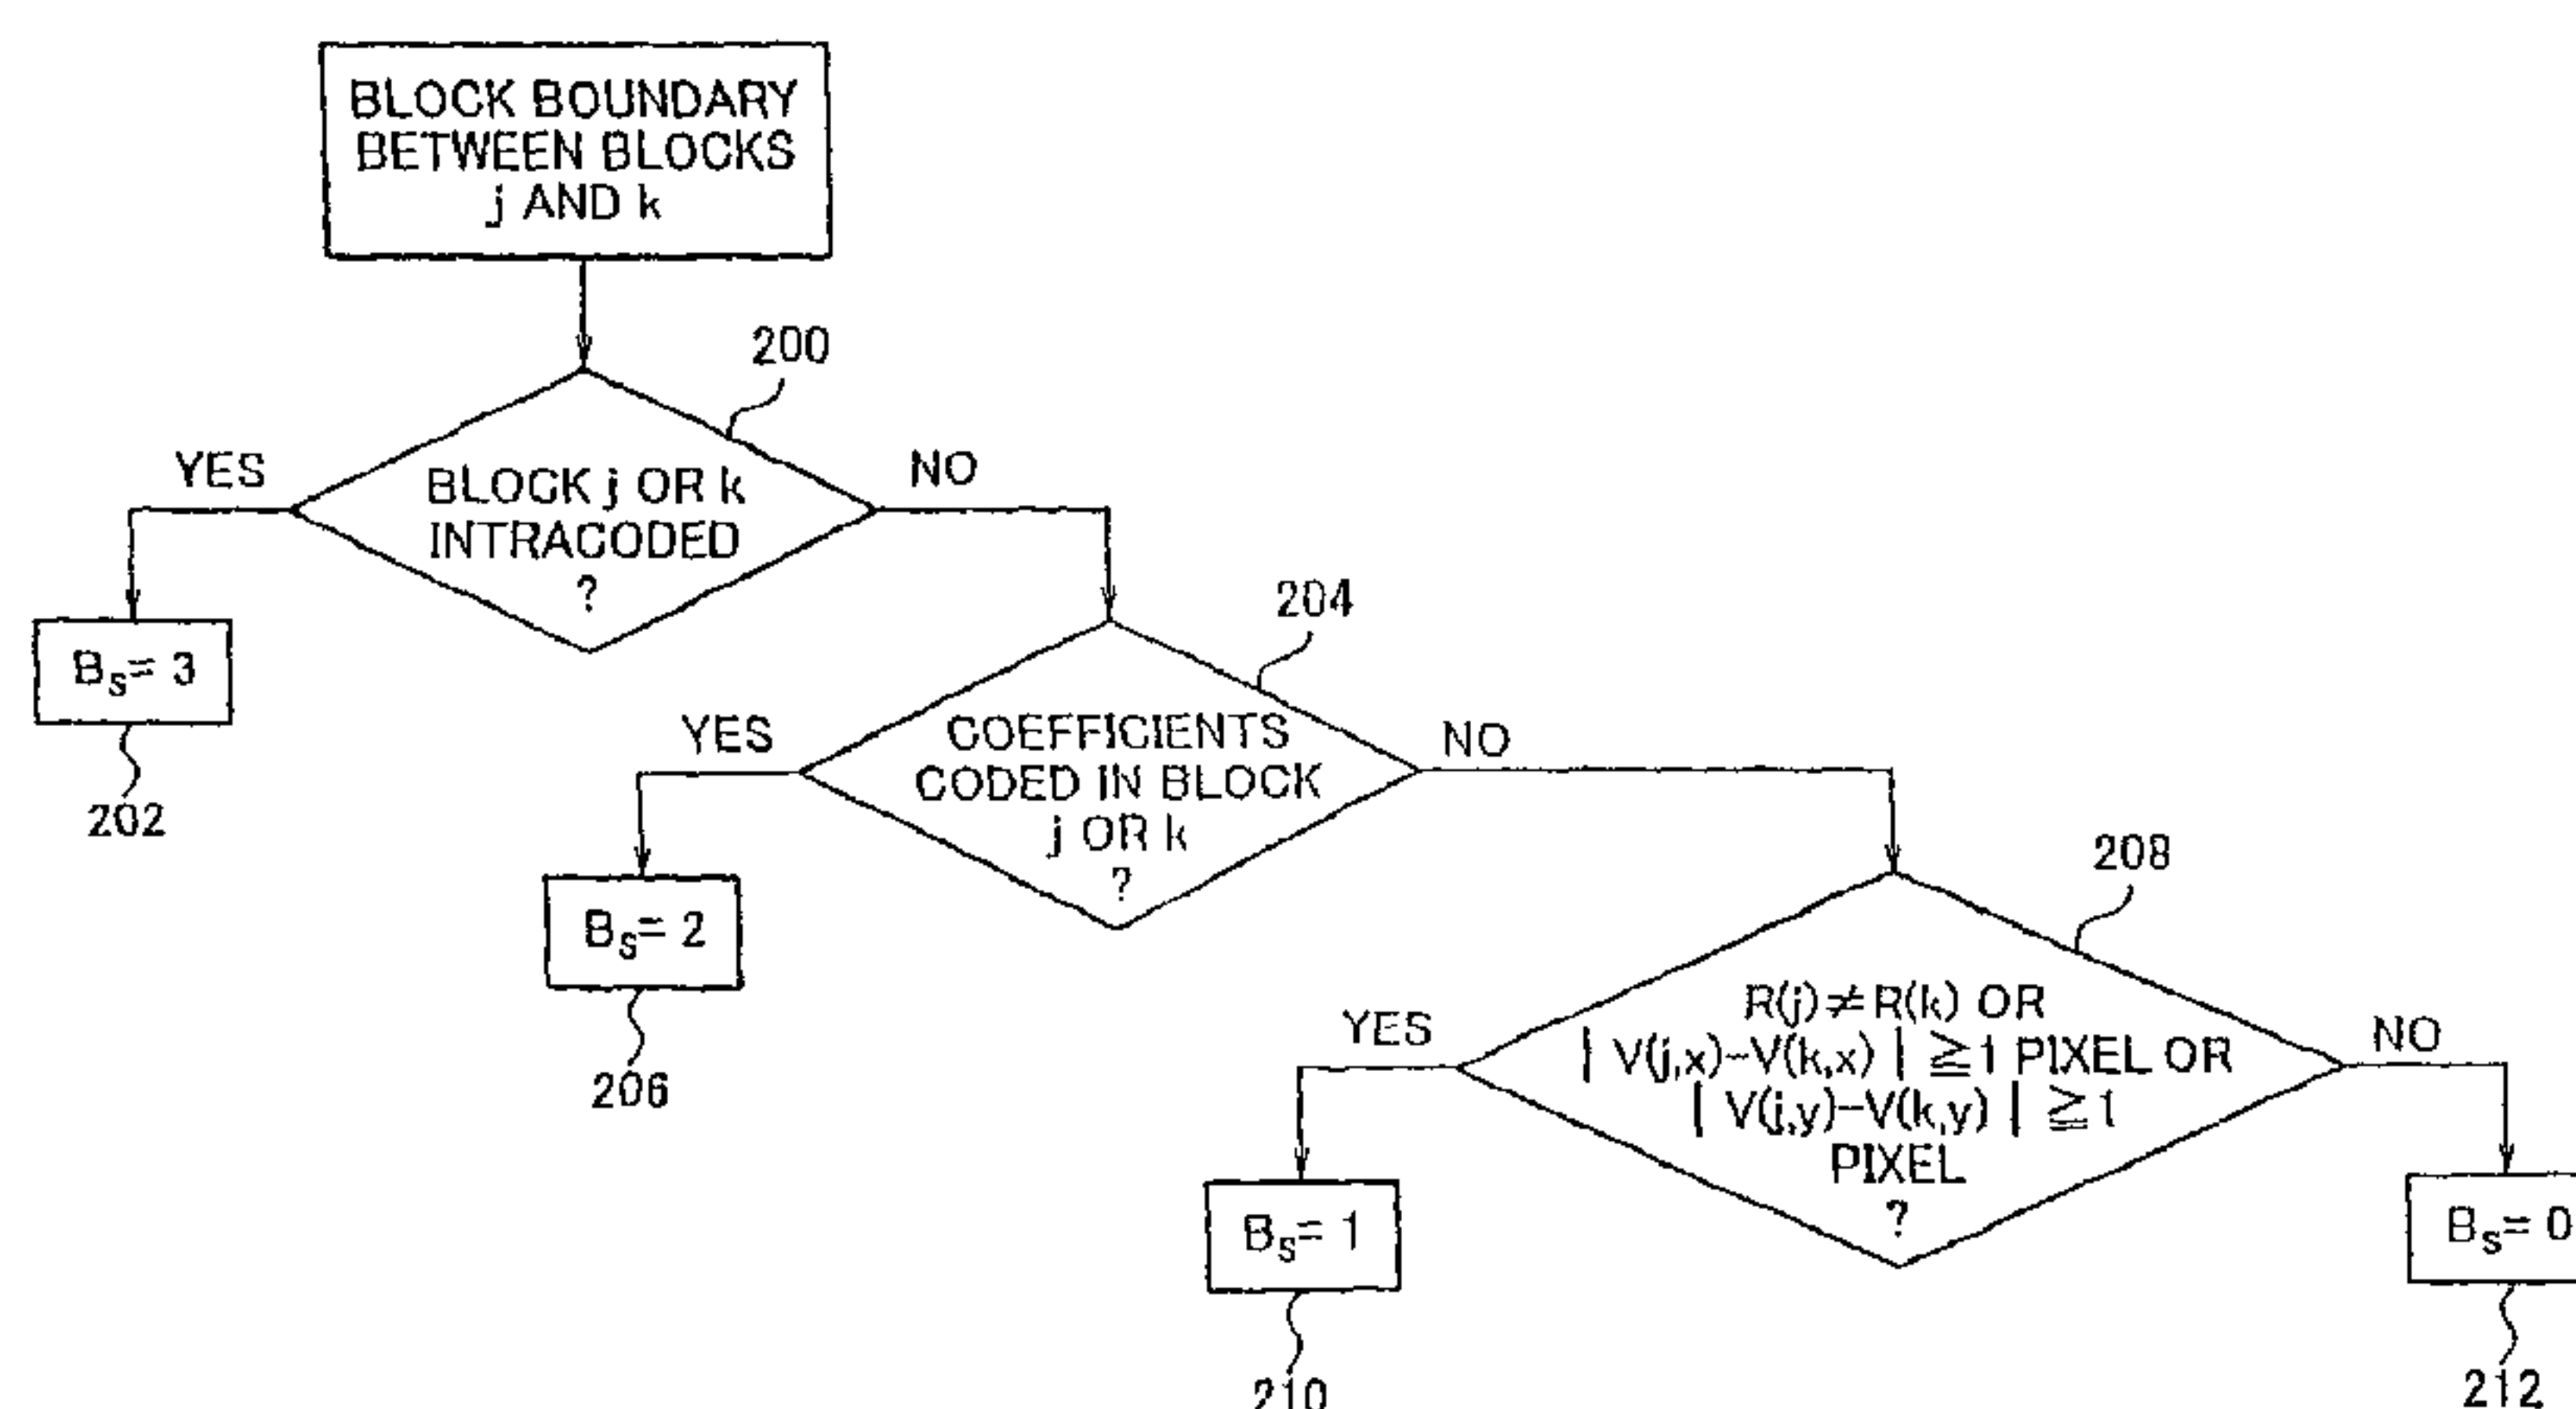 BLOCK BOUNDARY
BETWEEN BLOCKS
j AND k
200
YES
NO
BLOCK j OR k
INTRACODED
?
204
Bs= 3
202
YES
NO
COEFFICIENTS
CODED IN BLOCK
j OR k
?
208
Bs= 2
206
YES
NO
R(j)≠R(k) OR
| V(j,x)-V(k,x) | ≧1 PIXEL OR
| V(j,y)-V(k,y) | ≧1
PIXEL
?
Bs= 1
210
Bs= 0
212